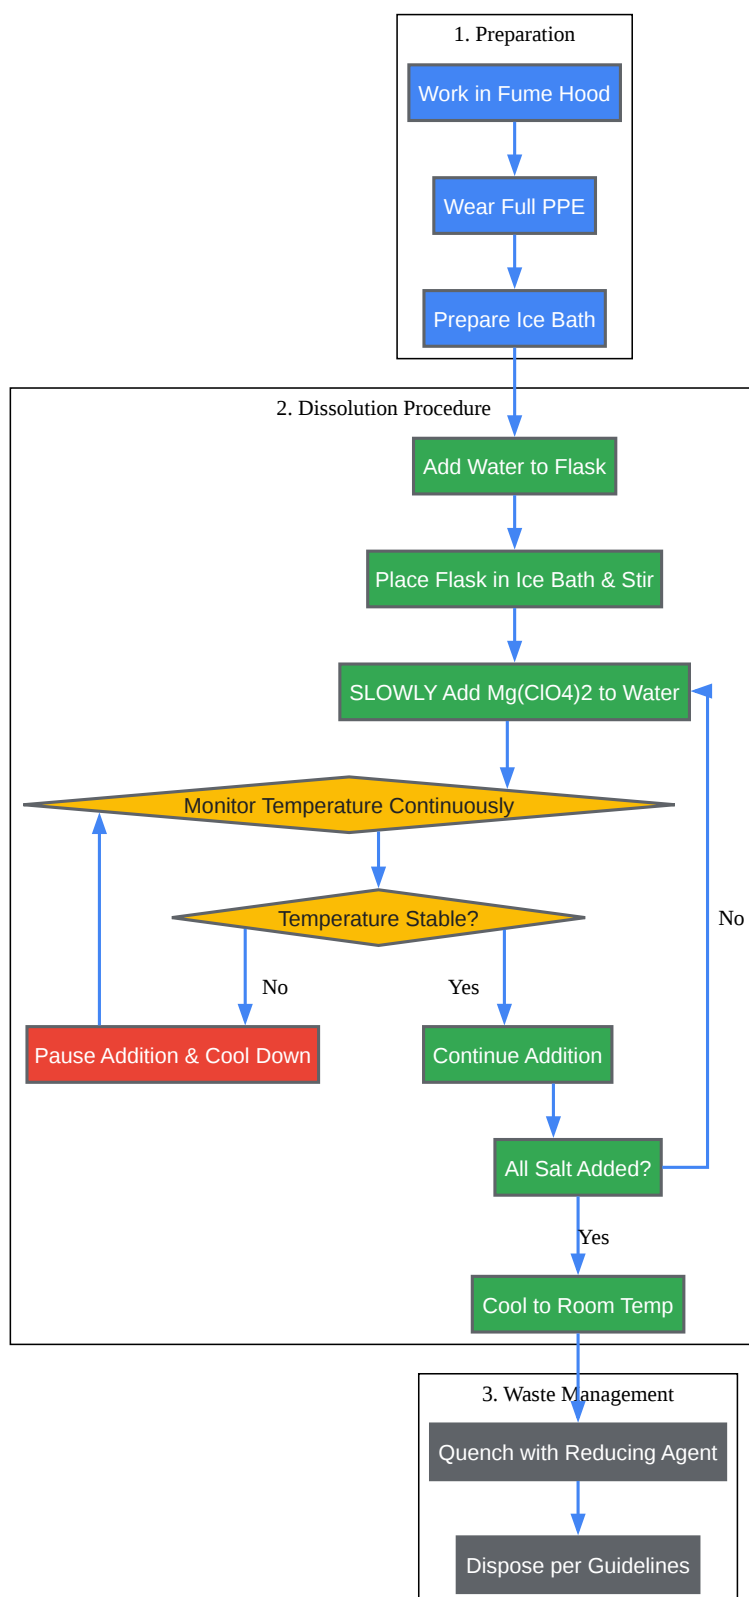 1. Preparation
Work in Fume Hood
Wear Full PPE
Prepare Ice Bath
2. Dissolution Procedure
Add Water to Flask
Place Flask in Ice Bath & Stir
SLOWLY Add Mg(ClO4)2 to Water
Monitor Temperature Continuously
Temperature Stable?
No
No
Yes
Pause Addition & Cool Down
Continue Addition
All Salt Added?
Yes
Cool to Room Temp
3. Waste Management
Quench with Reducing Agent
Dispose per Guidelines